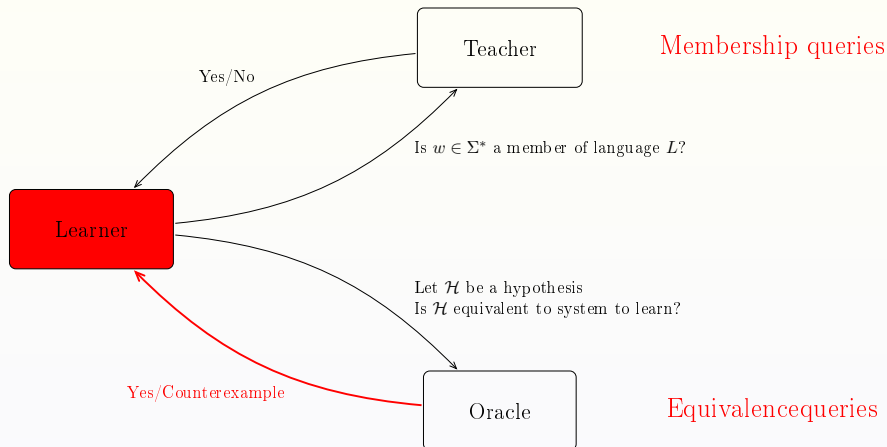 Teacher
Membership queries
Yes/No
Is w ∈ Σ* a member of language L?
Learner
Let ℋ be a hypothesis
Is ℋ equivalent to system to learn?
Yes/Counterexample
Oracle
Equivalencequeries